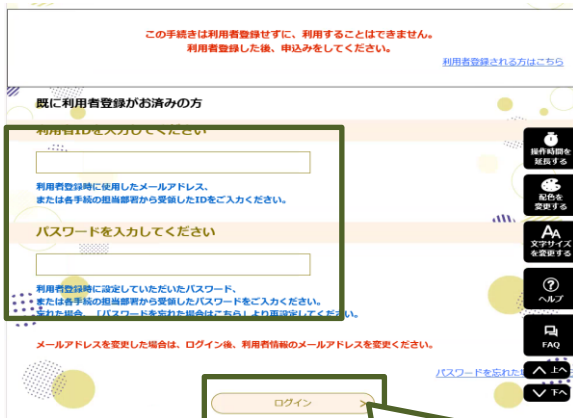 この手続きは利用者登録せずに、利用することはできません。
利用者登録した後、申込みをしてください。
利用者登録される方はこちら
既に利用者登録がお済みの方
利用者IDを入力してください
利用者登録時に使用したメールアドレス、
または各手続の担当部署から受領したIDをご入力ください。
パスワードを入力してください
利用者登録時に設定していただいたパスワード、
または各手続の担当部署から受領したパスワードをご入力ください。
忘れた場合、「パスワードを忘れた場合はこちら」より再設定してください。
メールアドレスを変更した場合は、ログイン後、利用者情報のメールアドレスを変更ください。
パスワードを忘れた
ログイン
操作時間を
延長する
配色を
変更する
AA
文字サイズ
を変更する
ヘルプ
FAQ
上へ
下へ